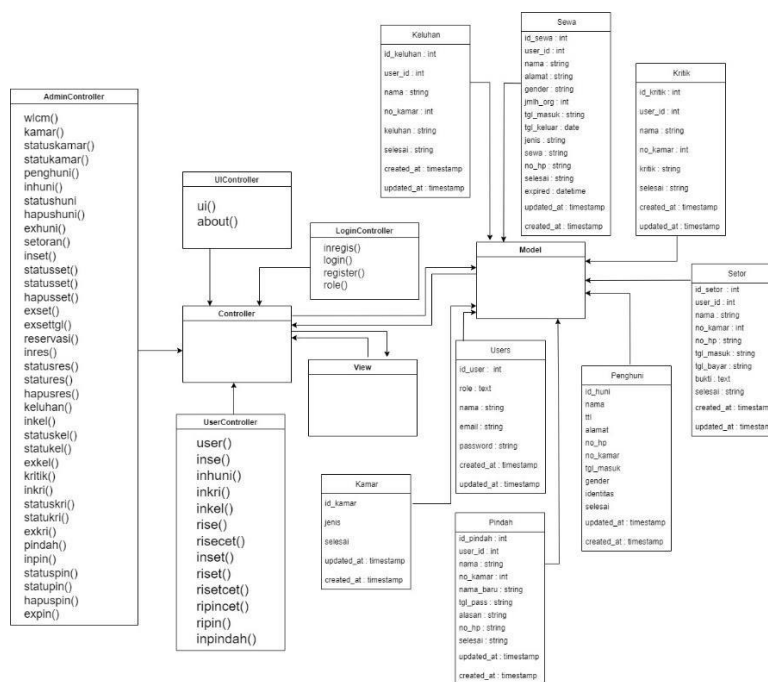 AdminController
wlcm()
kamar()
statuskamar()
statukamar()
penghuni()
inhuni()
statushuni
hapushuni()
exhuni()
setoran()
inset()
statusset()
statusset()
hapusset()
exset()
exsettgl()
reservasi()
inres()
statusres()
statures()
hapusres()
keluhan()
inkel()
statuskel()
statukel()
exkel()
kritik()
inkri()
statuskri()
statukri()
exkri()
pindah()
inpin()
statuspin()
statupin()
hapuspin()
expin()
UIController
ui()
about()
LoginController
inregis()
login()
register()
role()
Controller
View
UserController
user()
inse()
inhuni()
inkri()
inkel()
rise()
risecet()
inset()
riset()
risetcet()
ripincet()
ripin()
inpindah()
Keluhan
id_keluhan : int
user_id : int
nama : string
no_kamar : int
keluhan : string
selesai : string
created_at : timestamp
updated_at : timestamp
Sewa
id_sewa : int
user_id : int
nama : string
alamat : string
gender : string
jmlh_org : int
tgl_masuk : string
tgl_keluar : date
jenis : string
sewa : string
no_hp : string
selesai : string
expired : datetime
updated_at : timestamp
created_at : timestamp
Kritik
id_kritik : int
user_id : int
nama : string
no_kamar : int
kritik : string
selesai : string
created_at : timestamp
updated_at : timestamp
Model
Setor
id_setor : int
user_id : int
nama : string
no_kamar : int
no_hp : string
tgl_masuk : string
tgl_bayar : string
bukti : text
selesai : string
created_at : timestamp
updated_at : timestamp
Users
id_user : int
role : text
nama : string
email : string
password : string
created_at : timestamp
updated_at : timestamp
Penghuni
id_huni
nama
ttl
alamat
no_hp
no_kamar
tgl_masuk
gender
identitas
selesai
updated_at : timestamp
created_at : timestamp
Kamar
id_kamar
jenis
selesai
updated_at : timestamp
created_at : timestamp
Pindah
id_pindah : int
user_id : int
nama : string
no_kamar : int
nama_baru : string
tgl_pass : string
alasan : string
no_hp : string
selesai : string
updated_at : timestamp
created_at : timestamp